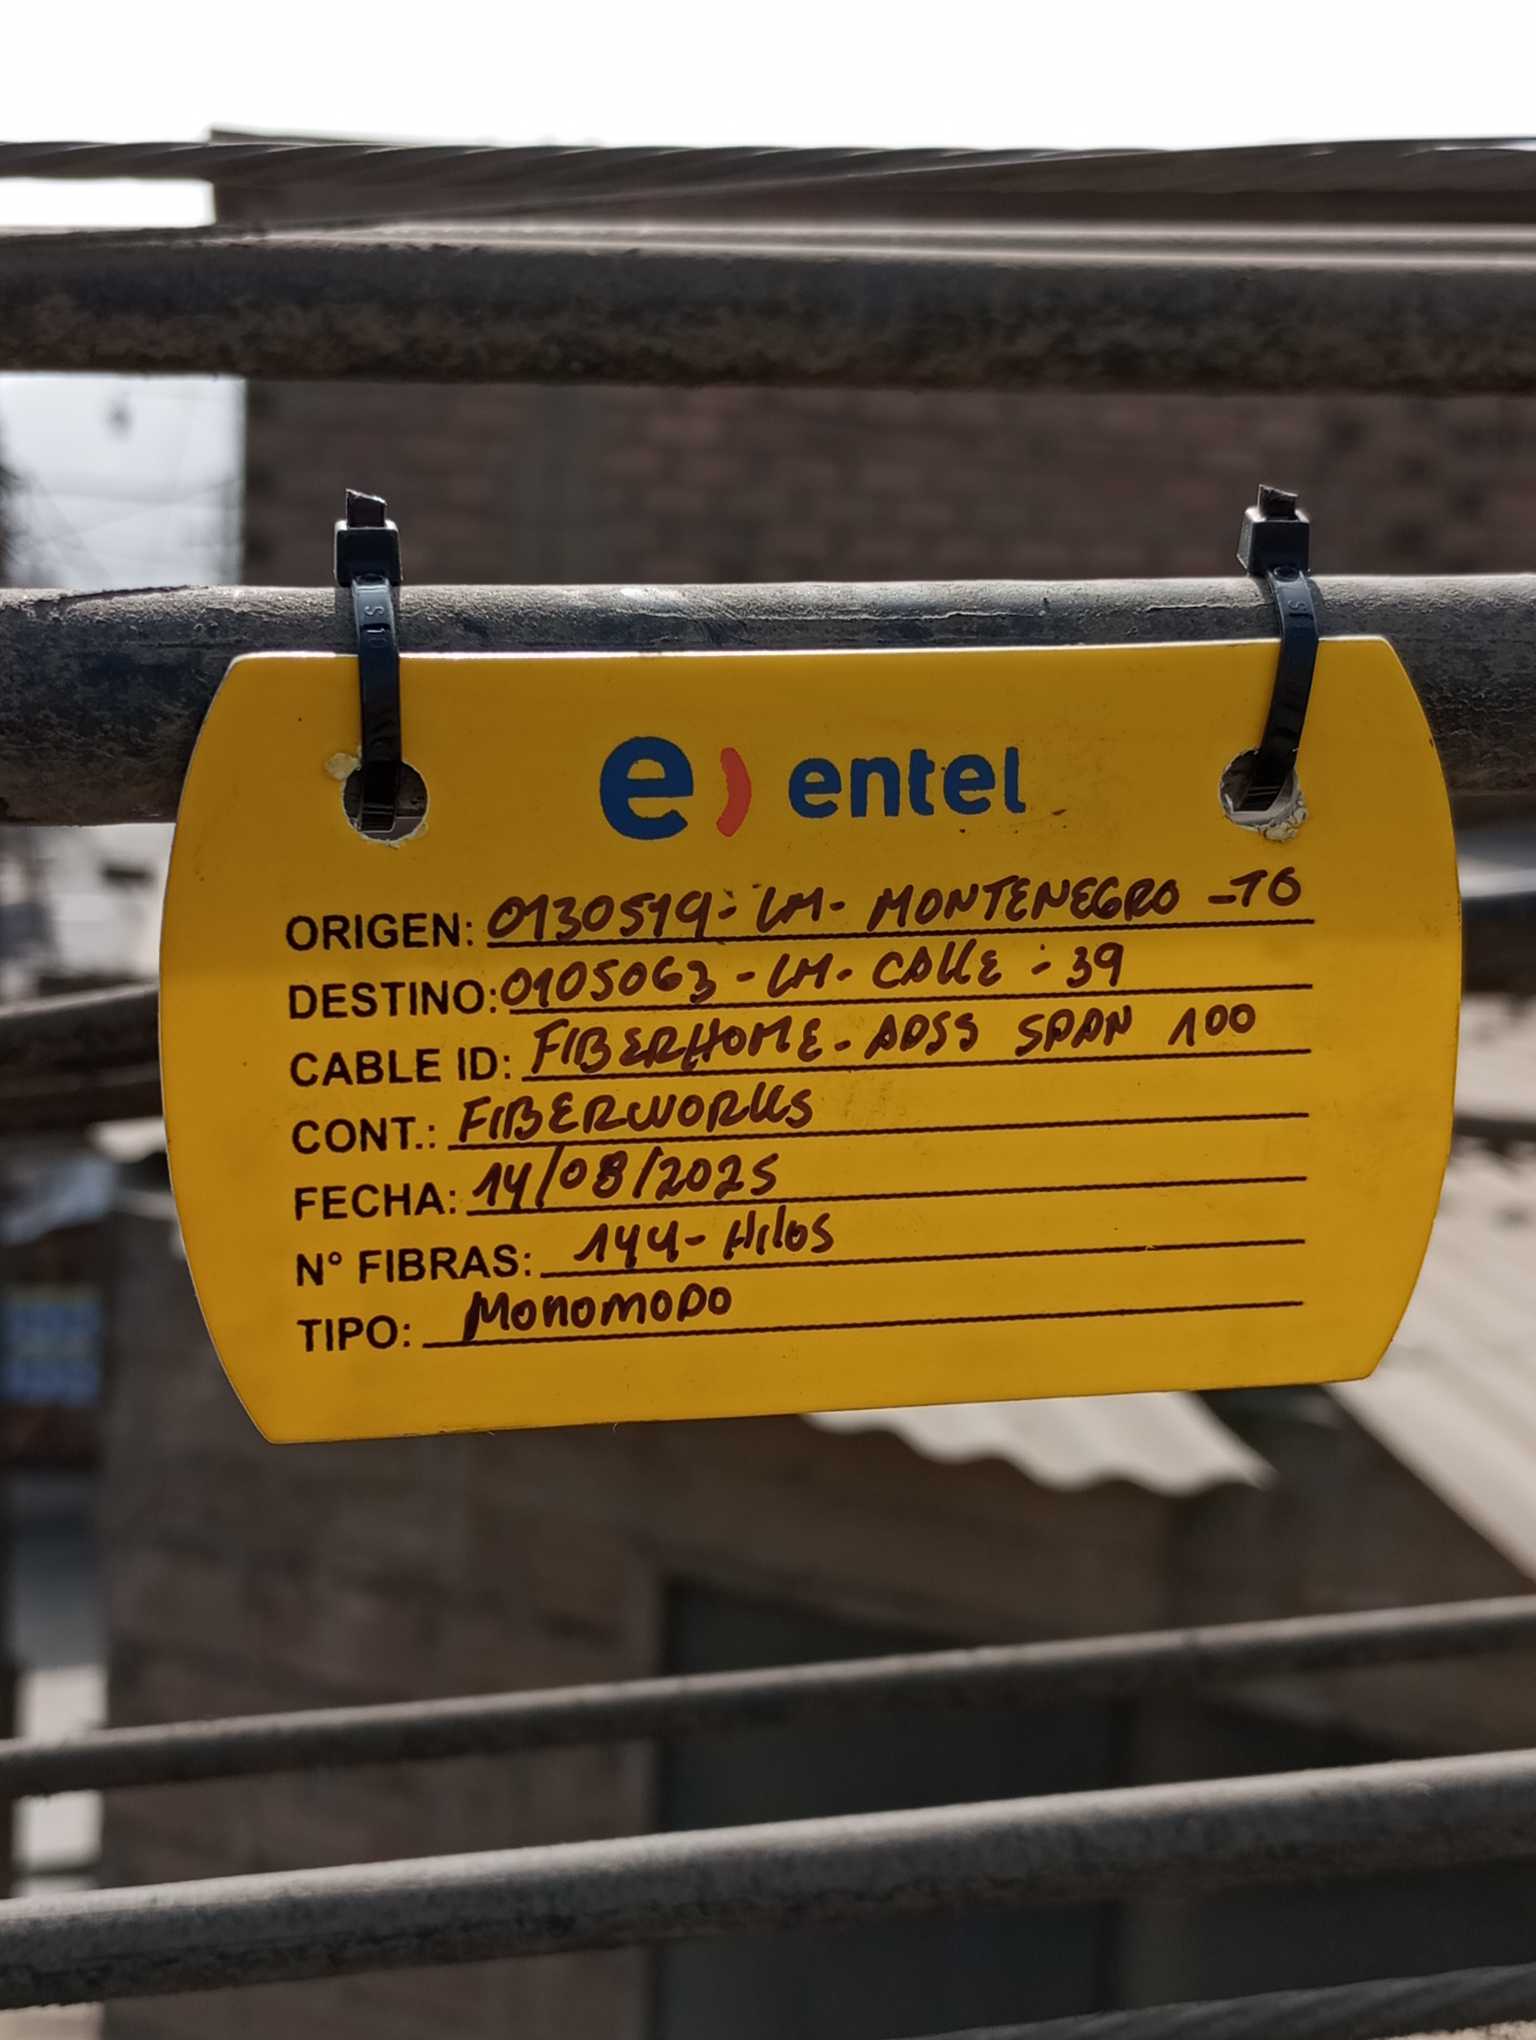 e) entel
ORIGEN: 0130519- LM- MONTENEGRO -TG
DESTINO: 0105063 - LM- CALLE - 39
CABLE ID: FIBERHOME- ADSS SPAN 100
CONT.: FIBERWORKS
FECHA: 14/08/2025
N° FIBRAS: 144- Hilos
TIPO: MONOMODO